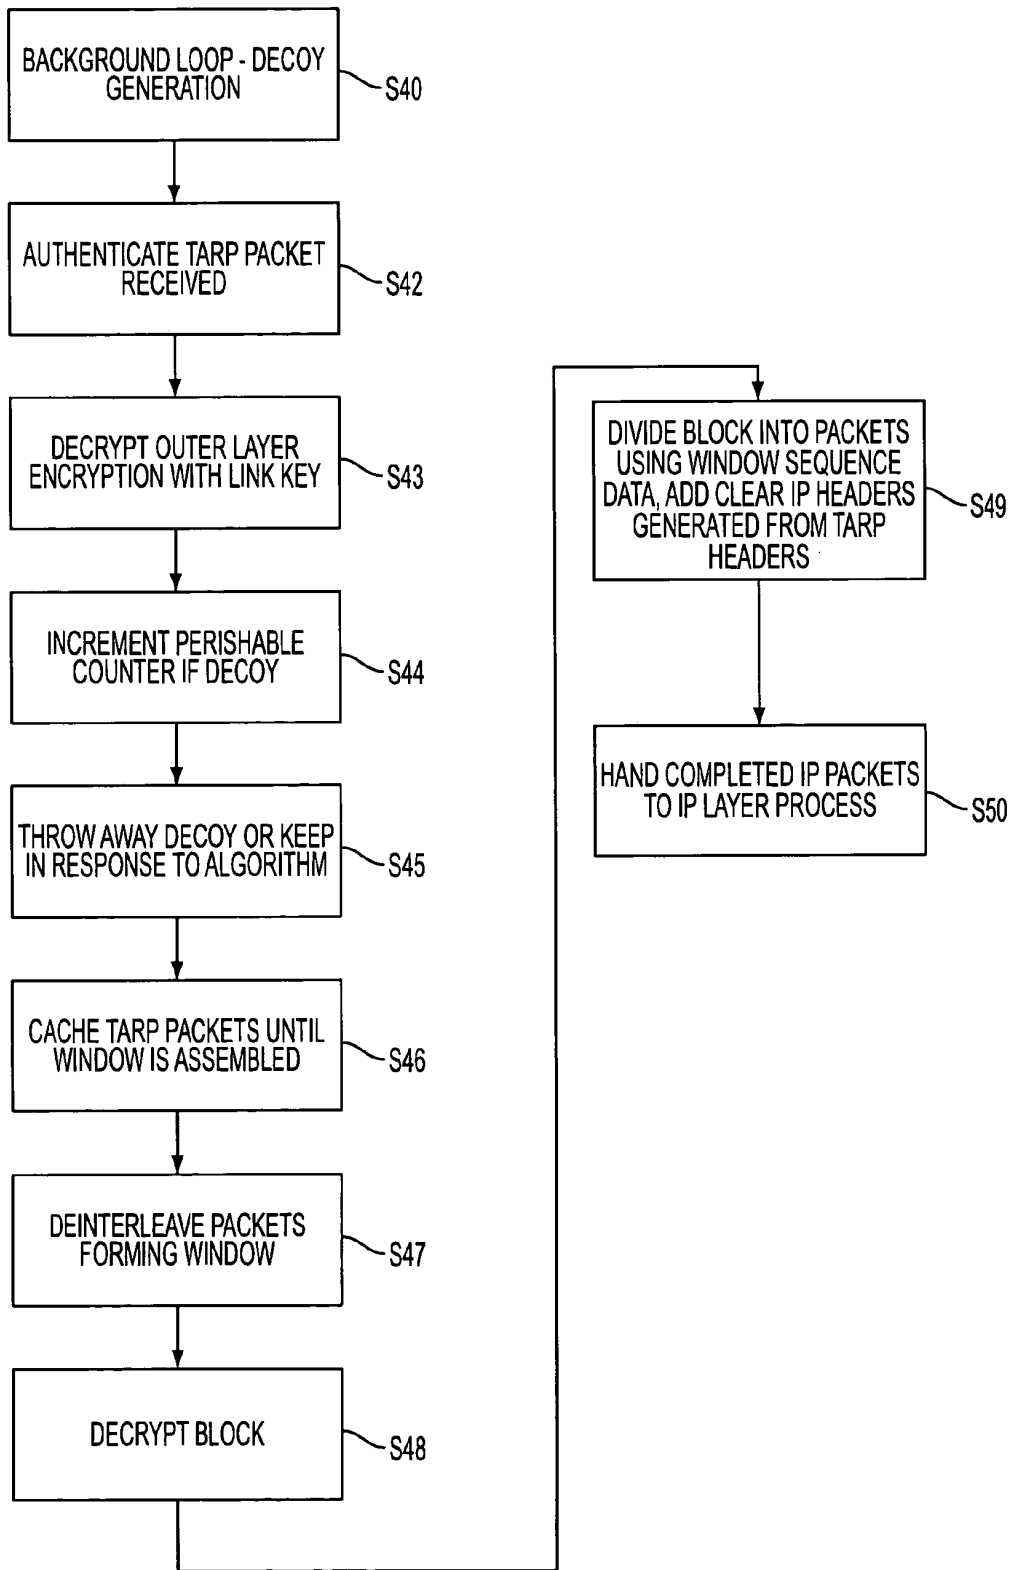 BACKGROUND LOOP - DECOY
GENERATION
S40
AUTHENTICATE TARP PACKET
RECEIVED
S42
DECRYPT OUTER LAYER
ENCRYPTION WITH LINK KEY
S43
INCREMENT PERISHABLE
COUNTER IF DECOY
S44
THROW AWAY DECOY OR KEEP
IN RESPONSE TO ALGORITHM
S45
CACHE TARP PACKETS UNTIL
WINDOW IS ASSEMBLED
S46
DEINTERLEAVE PACKETS
FORMING WINDOW
S47
DECRYPT BLOCK
S48
DIVIDE BLOCK INTO PACKETS
USING WINDOW SEQUENCE
DATA, ADD CLEAR IP HEADERS
GENERATED FROM TARP
HEADERS
S49
HAND COMPLETED IP PACKETS
TO IP LAYER PROCESS
S50